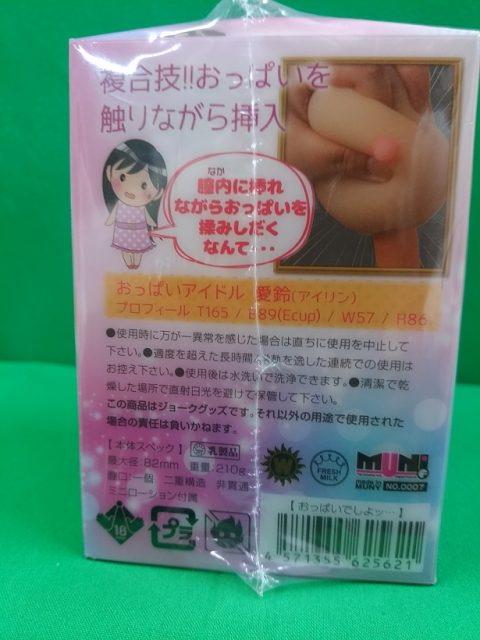 複合技!!おっぱいを
触りながら挿入
なか
膣内に挿れ
ながらおっぱいを
揉みしだく
なんて・・・
おっぱいアイドル 愛鈴(アイリン)
プロフィール T165 / B89(Ecup) / W57 / H86
●使用時に万が一異常を感じた場合は直ちに使用を中止して
下さい。●適度を超えた長時間や熱を逸した連続での使用は
お控え下さい。●使用後は水洗いで洗浄できます。●清潔で乾
燥した場所で直射日光を避けて保管して下さい。
この商品はジョークグッズです。それ以外の用途で使用された
場合の責任は負いかねます。
【本体スペック】 乳製品
最大径:82mm 重量:210g
穴口:一個 二重構造 非貫通
ミニローション付属
W
FRESH
MILK
MUNI
MUNY NO.0007
18
プラ
【おっぱいでしょッ…】
4 571355 625621